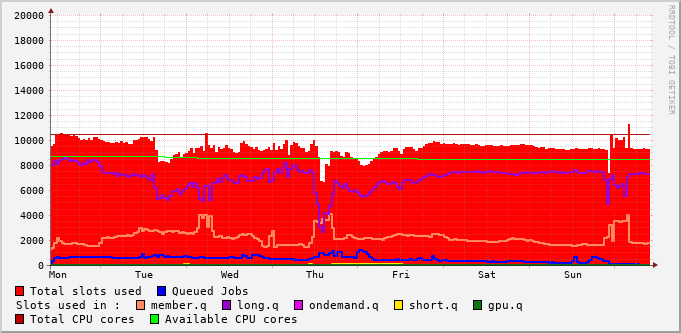 20000
18000
16000
14000
12000
10000
8000
6000
4000
2000
0
Mon Tue Wed Thu Fri Sat Sun
RRDTOOL / TOBI OETIKER
Total slots used Queued Jobs
Slots used in : member.q long.q ondemand.q short.q gpu.q
Total CPU cores Available CPU cores